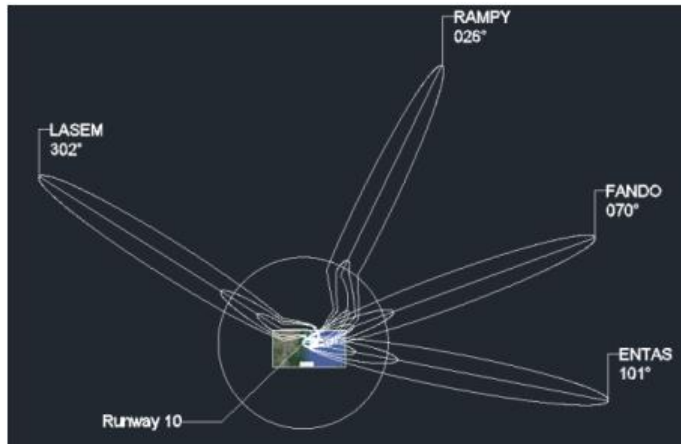 RAMPY
026°
LASEM
302°
FANDO
070°
ENTAS
101°
Runway 10